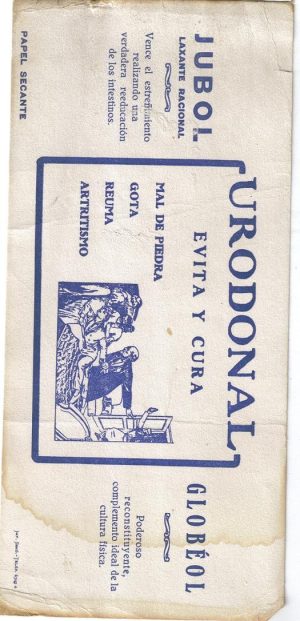 JUBOL
LAXANTE RACIONAL
Vence el estreñimiento
realizando una
verdadera reeducación
de los intestinos.
PAPEL SECANTE
URODONAL
EVITA Y CURA
MAL DE PIEDRA
GOTA
REUMA
ARTRITISMO
GLOBÉOL
Poderoso
reconstituyente,
complemento ideal de la
cultura física.